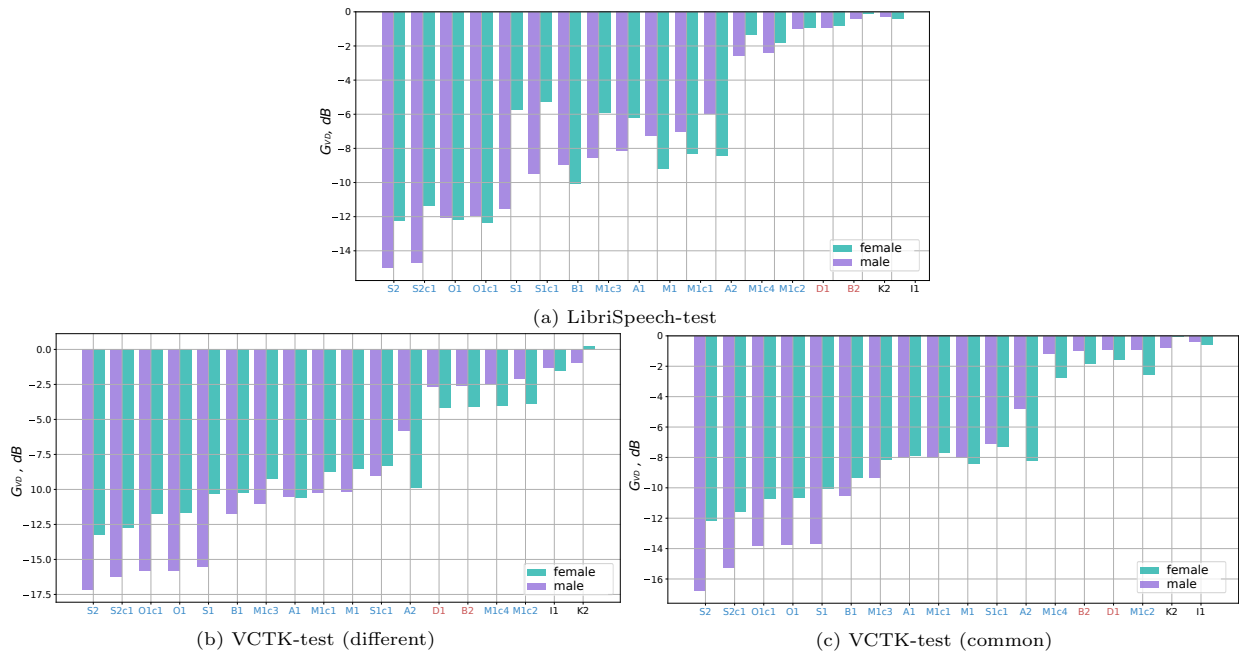 0
−2
−4
−6
−8
−10
−12
−14
G_VD, dB
female
male
S2 S2c1 O1 O1c1 S1 S1c1 B1 M1c3 A1 M1 M1c1 A2 M1c4 M1c2 D1 B2 K2 I1
(a) LibriSpeech-test
0.0
−2.5
−5.0
−7.5
−10.0
−12.5
−15.0
−17.5
G_VD, dB
female
male
S2 S2c1 O1c1 O1 S1 B1 M1c3 A1 M1c1 M1 S1c1 A2 D1 B2 M1c4 M1c2 I1 K2
(b) VCTK-test (different)
0
−2
−4
−6
−8
−10
−12
−14
−16
G_VD, dB
female
male
S2 S2c1 O1c1 O1 S1 B1 M1c3 A1 M1c1 M1 S1c1 A2 M1c4 B2 D1 M1c2 K2 I1
(c) VCTK-test (common)